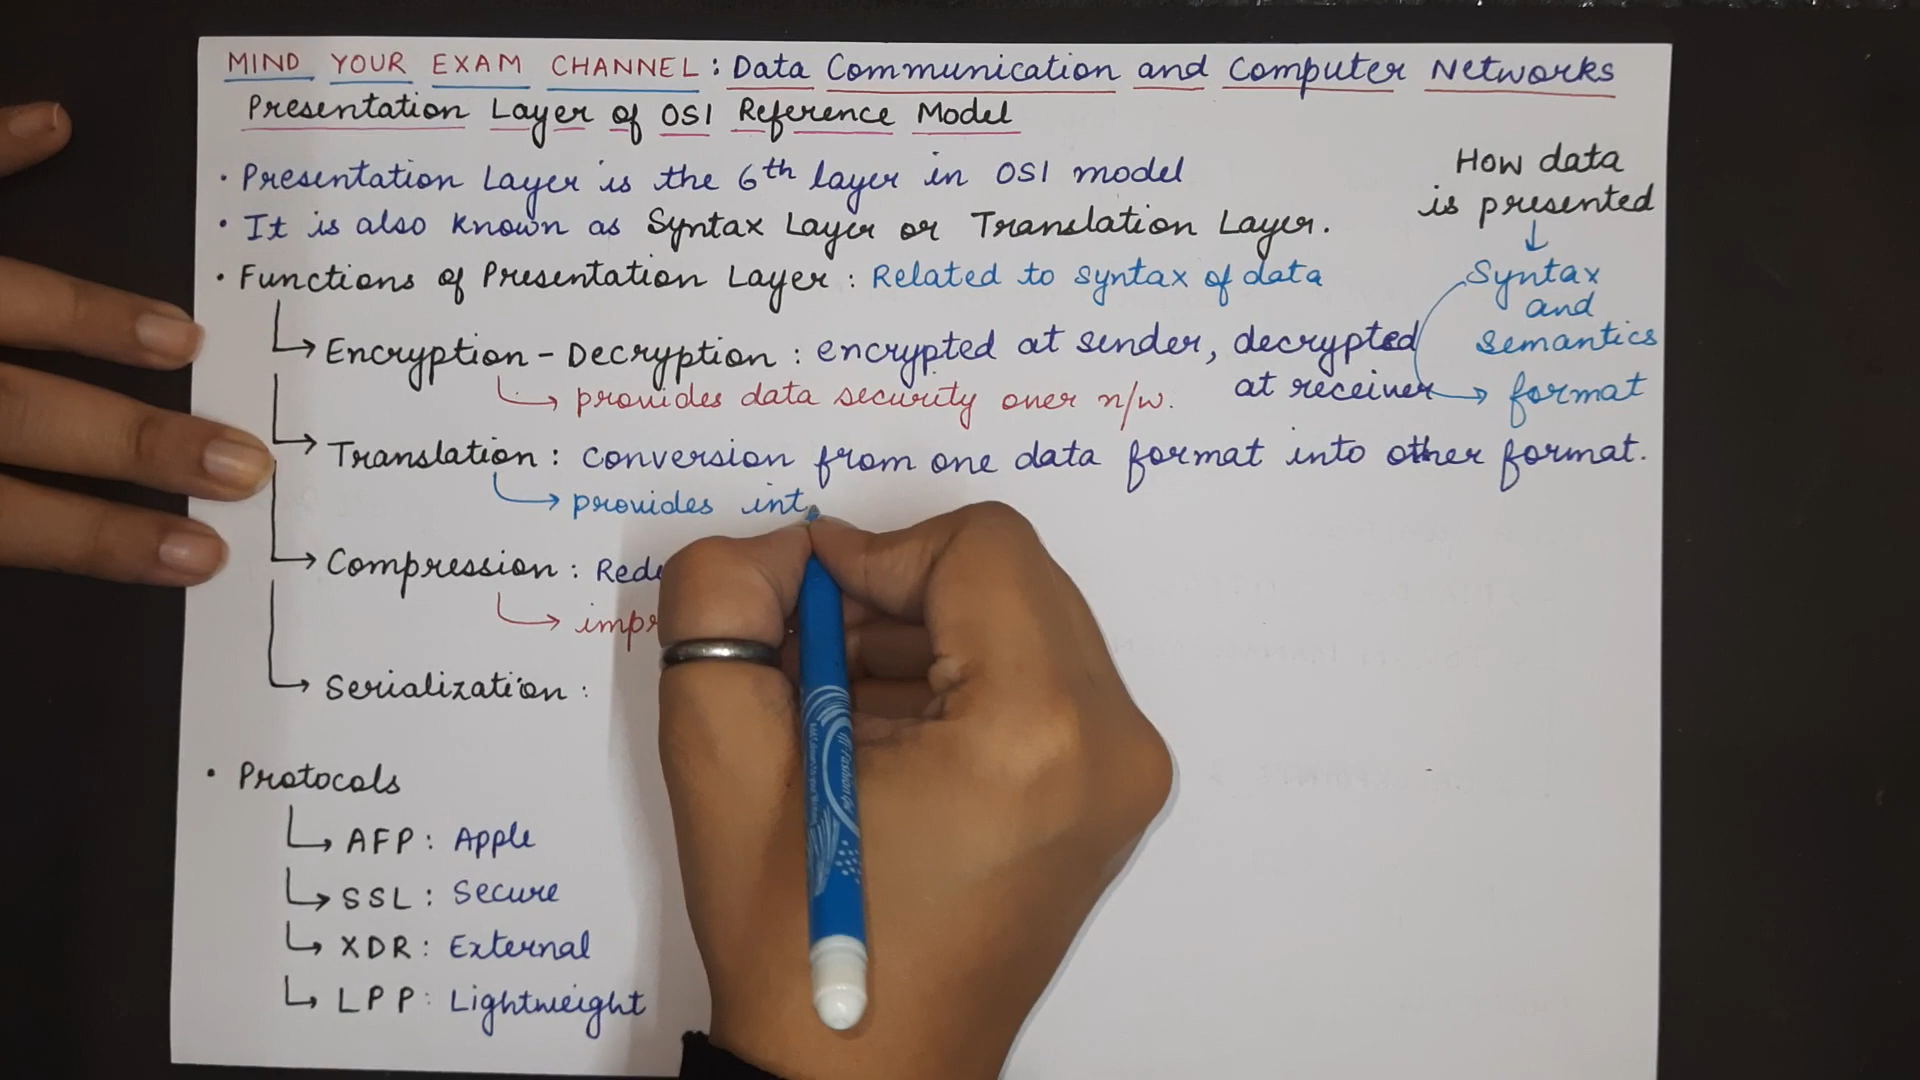 MIND YOUR EXAM CHANNEL : Data Communication and Computer Networks
Presentation Layer of OSI Reference Model
• Presentation Layer is the 6th layer in OSI model
• It is also known as Syntax Layer or Translation Layer.
• Functions of Presentation Layer : Related to syntax of data
→ Encryption - Decryption : encrypted at sender, decrypted
at receiver
→ provides data security over n/w.
→ Translation : conversion from one data format into other format.
→ provides int
→ Compression :
→ Serialization :
How data
is presented
↓
Syntax
and
semantics
→ format
• Protocols
→ AFP : Apple
→ SSL : Secure
→ XDR : External
→ LPP : Lightweight